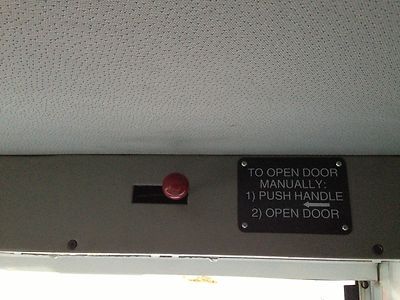 TO OPEN DOOR
MANUALLY:
1) PUSH HANDLE
2) OPEN DOOR